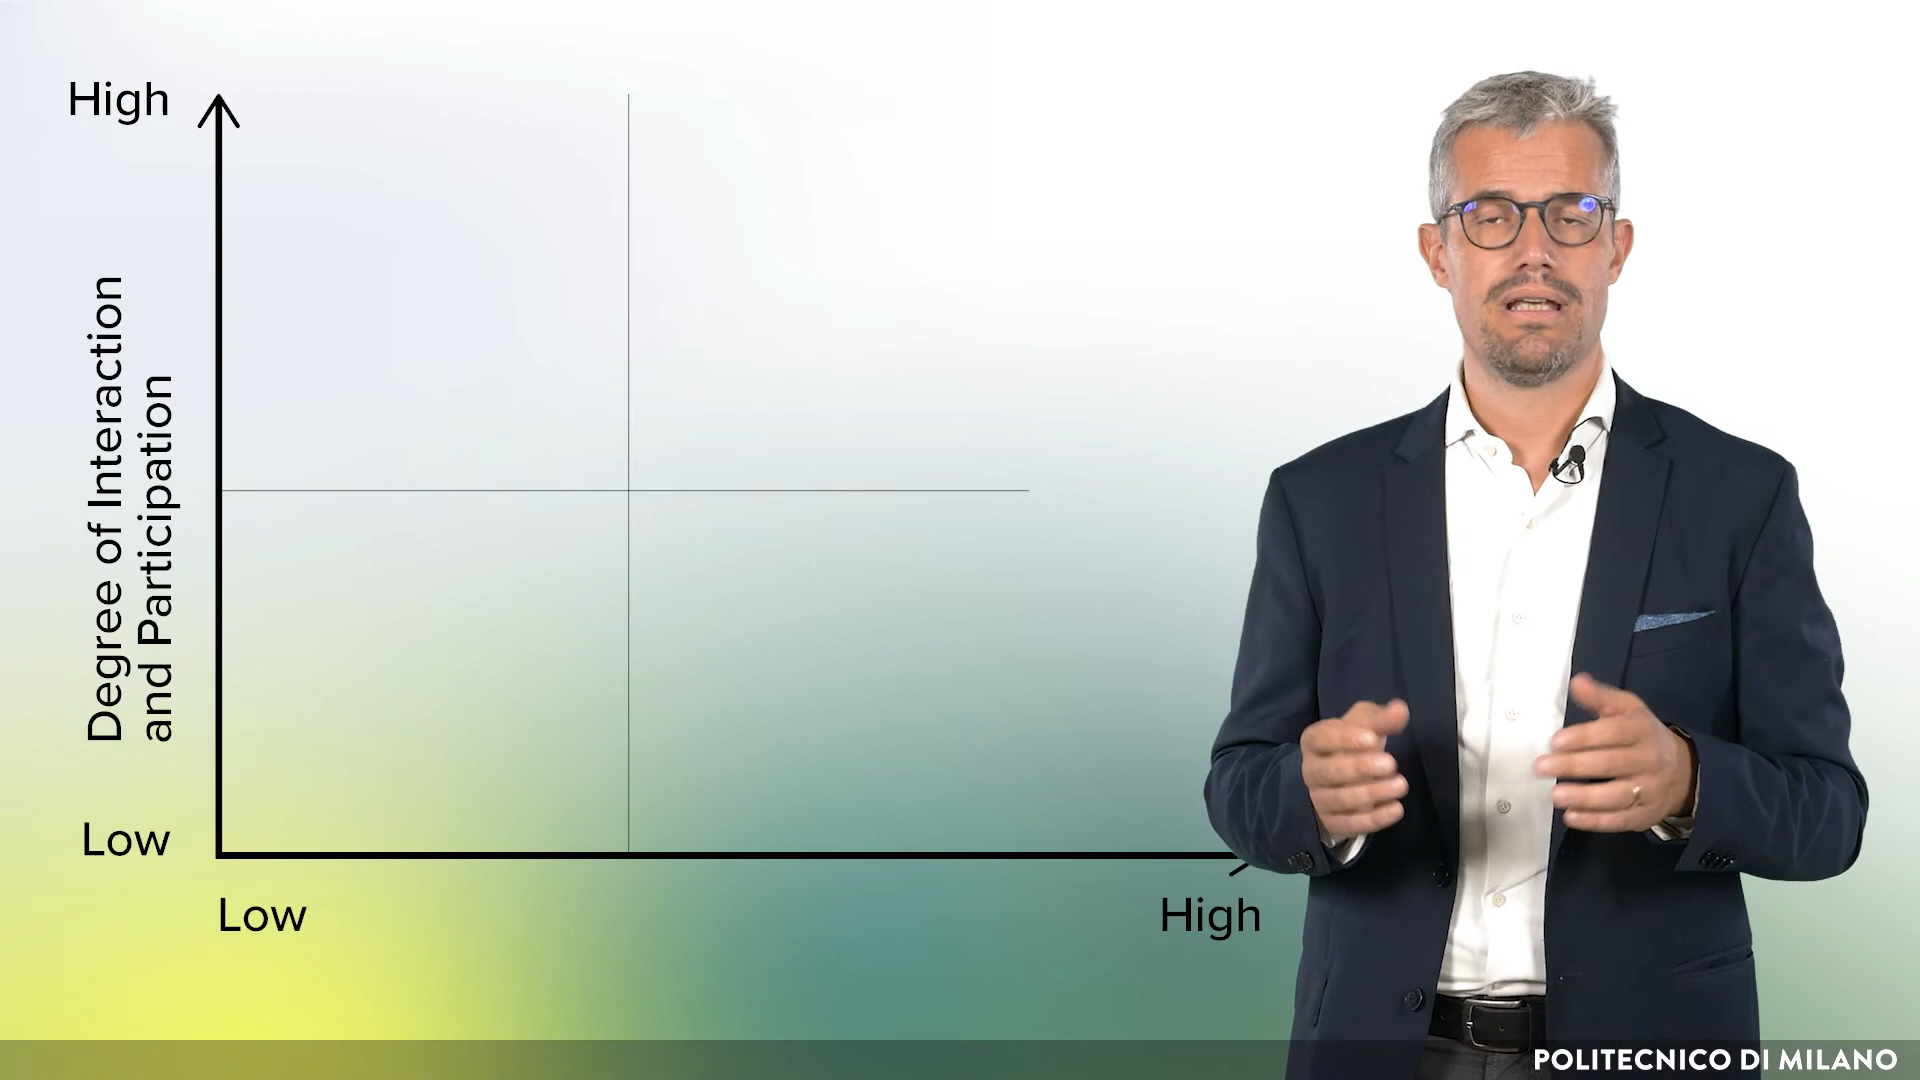 High
Degree of Interaction
and Participation
Low
Low
High
POLITECNICO DI MILANO